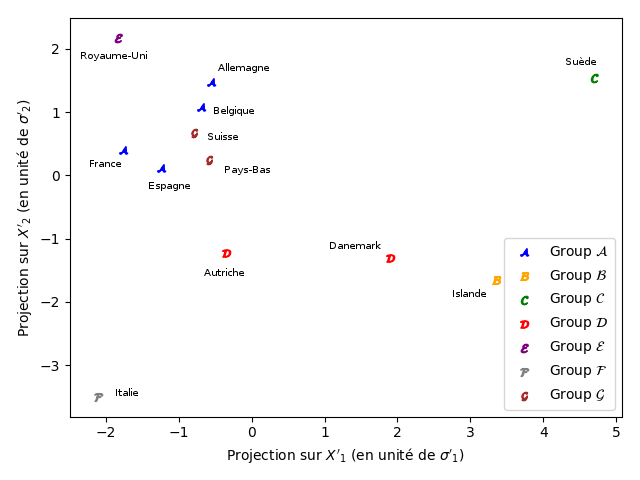 Projection sur X'₂ (en unité de σ'₂)
2
1
0
−1
−2
−3
ℰ
Royaume-Uni
Allemagne
𝒜
Suède
𝒞
𝒜
Belgique
𝒢
Suisse
𝒜
France
𝒢
Pays-Bas
𝒜
Espagne
𝒟
Autriche
Danemark
𝒟
ℬ
Islande
ℱ
Italie
𝒜 Group 𝒜
ℬ Group ℬ
𝒞 Group 𝒞
𝒟 Group 𝒟
ℰ Group ℰ
ℱ Group ℱ
𝒢 Group 𝒢
−2 −1 0 1 2 3 4 5
Projection sur X'₁ (en unité de σ'₁)